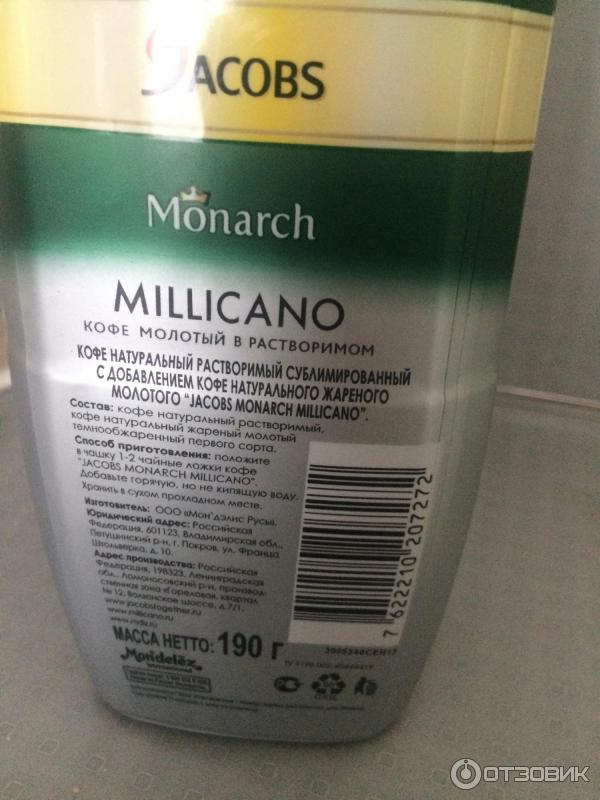 JACOBS
Monarch
MILLICANO
КОФЕ МОЛОТЫЙ В РАСТВОРИМОМ
КОФЕ НАТУРАЛЬНЫЙ РАСТВОРИМЫЙ СУБЛИМИРОВАННЫЙ
С ДОБАВЛЕНИЕМ КОФЕ НАТУРАЛЬНОГО ЖАРЕНОГО
МОЛОТОГО "JACOBS MONARCH MILLICANO".
Состав: кофе натуральный растворимый,
кофе натуральный жареный молотый
темнообжаренный первого сорта.
Способ приготовления: положите
в чашку 1-2 чайные ложки кофе
"JACOBS MONARCH MILLICANO".
Добавьте горячую, но не кипящую воду.
Хранить в сухом прохладном месте.
Изготовитель: ООО «Мон'дэлис Русь».
Юридический адрес: Российская
Федерация, 601123, Владимирская обл.,
Петушинский р-н, г. Покров, ул. Франца
Штольверка, д. 10.
Адрес производства: Российская
Федерация, 198323, Ленинградская
обл., Ломоносовский р-н, производ-
ственная зона «Горелово», квартал
№ 12, Волхонское шоссе, д.7/1.
www.jacobstogether.ru
www.millicano.ru
www.mdlz.ru
МАССА НЕТТО: 190 г
Mondelēz
International
7 622210 207272
ОТЗОВИК